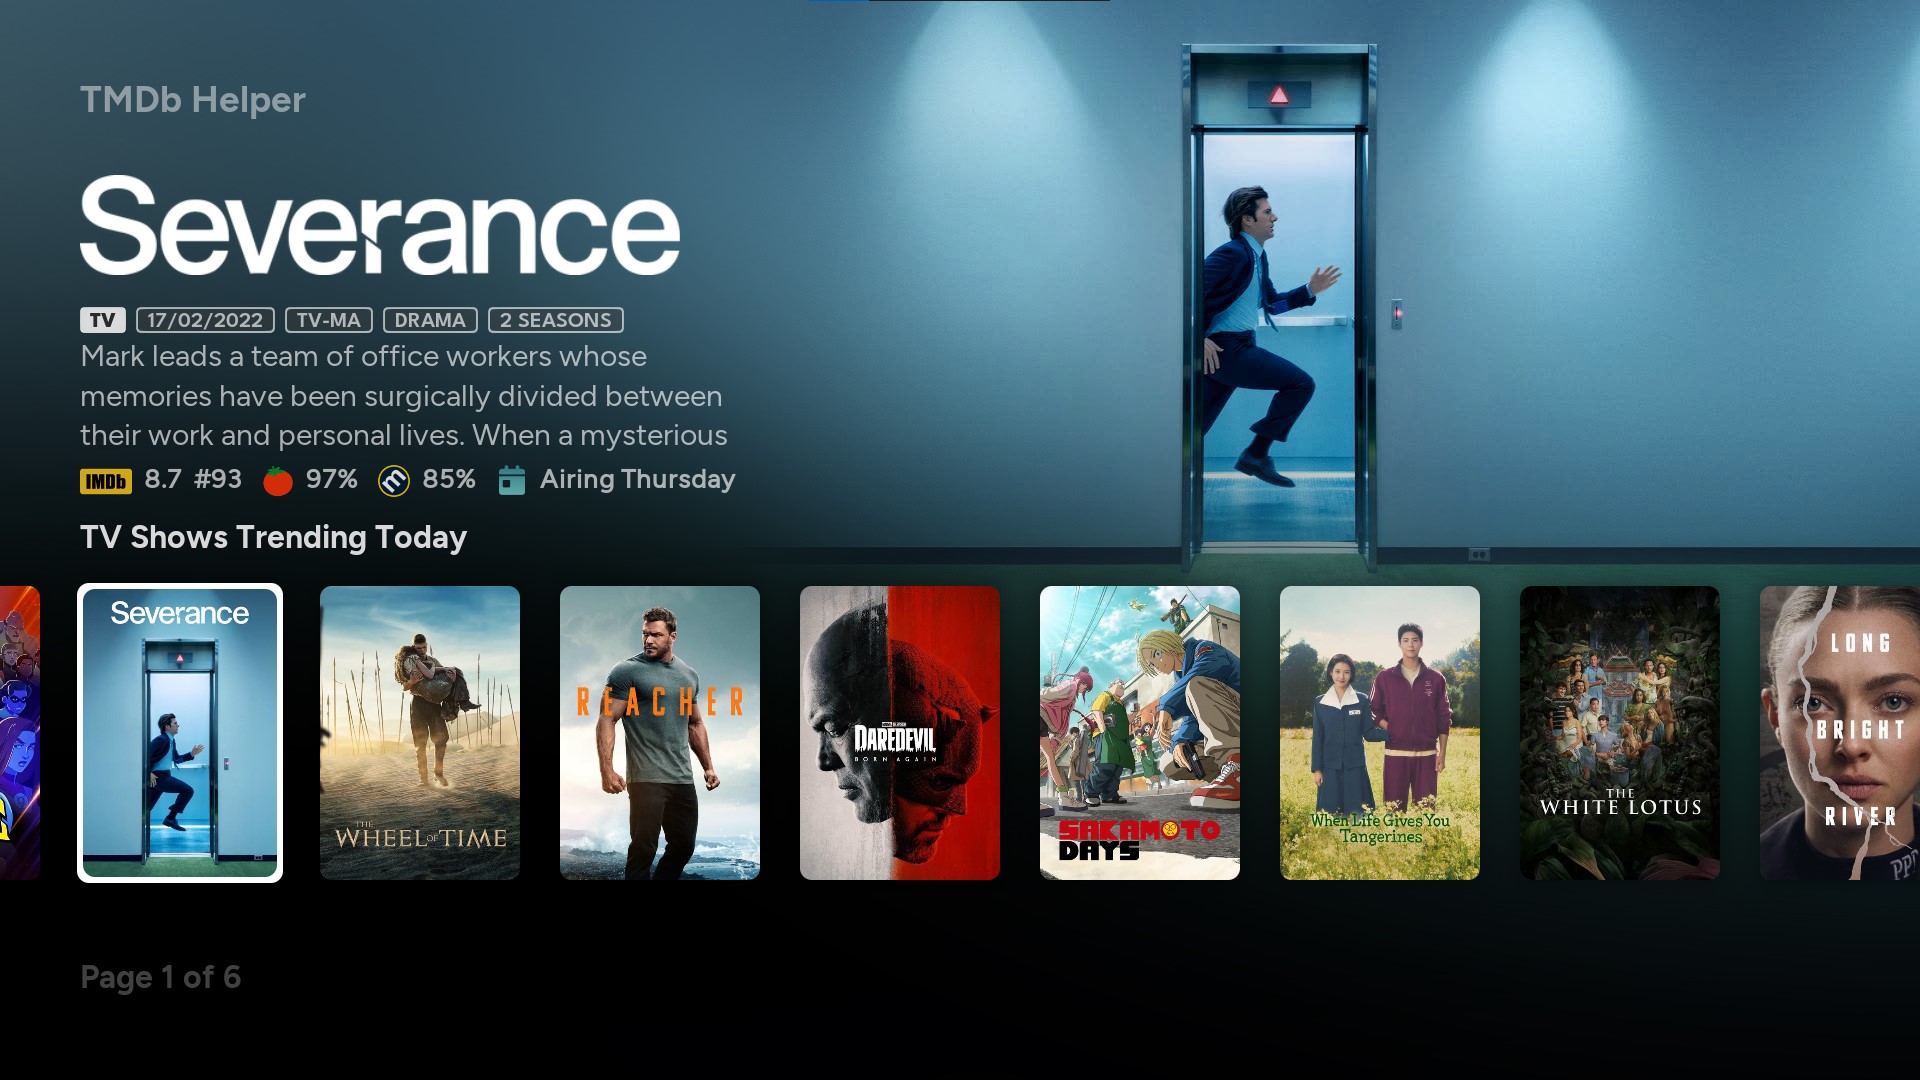 TMDb Helper
Severance
TV 17/02/2022 TV-MA DRAMA 2 SEASONS
Mark leads a team of office workers whose
memories have been surgically divided between
their work and personal lives. When a mysterious
IMDb 8.7 #93 97% m 85% Airing Thursday
TV Shows Trending Today
Severance
THE
WHEEL OF TIME
REACHER
DAREDEVIL
BORN AGAIN
SAKAMOTO
DAYS
When Life Gives You
Tangerines
THE
WHITE LOTUS
LONG
BRIGHT
RIVER
Page 1 of 6